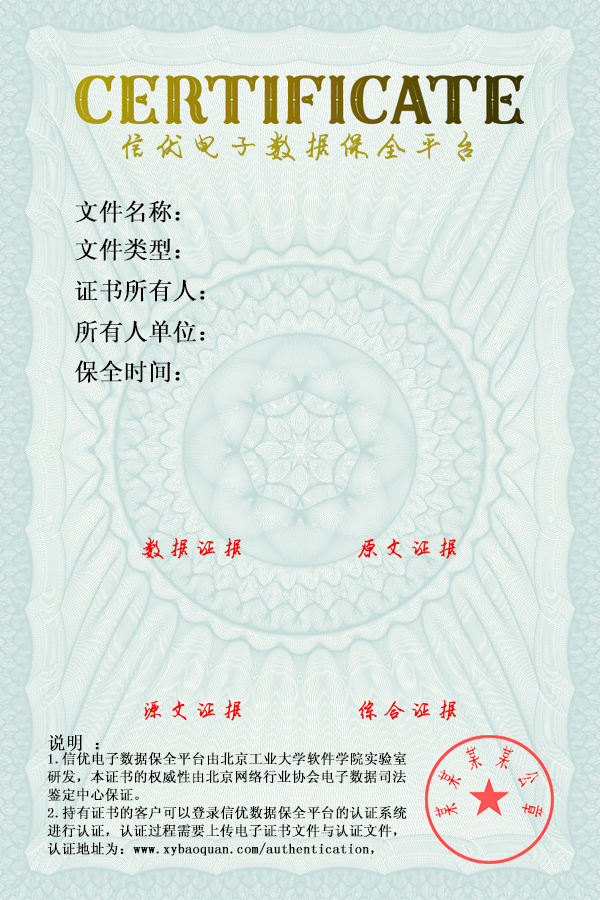 CERTIFICATE
信优电子数据保全平台
文件名称：
文件类型：
证书所有人：
所有人单位：
保全时间：
数据证据
原文证据
源文证据
综合证据
说明 ：
1.信优电子数据保全平台由北京工业大学软件学院实验室
研发，本证书的权威性由北京网络行业协会电子数据司法
鉴定中心保证。
2.持有证书的客户可以登录信优数据保全平台的认证系统
进行认证，认证过程需要上传电子证书文件与认证文件，
认证地址为：www.xybaoquan.com/authentication，
某某某某公章